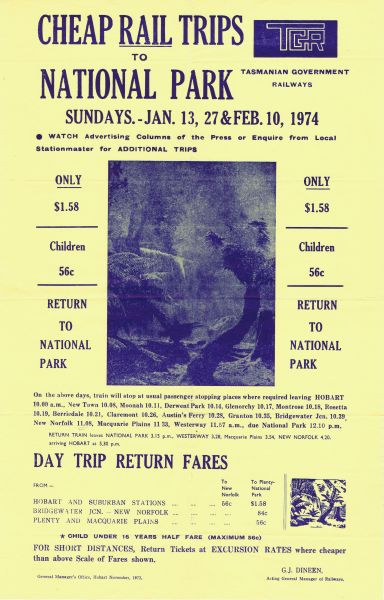 CHEAP RAIL TRIPS
TO
NATIONAL PARK
TGR
TASMANIAN GOVERNMENT
RAILWAYS
SUNDAYS.-JAN. 13, 27 & FEB. 10, 1974
● WATCH Advertising Columns of the Press or Enquire from Local
Stationmaster for ADDITIONAL TRIPS
ONLY
$1.58
Children
56c
RETURN
TO
NATIONAL
PARK
ONLY
$1.58
Children
56c
RETURN
TO
NATIONAL
PARK
On the above days, train will stop at usual passenger stopping places where required leaving HOBART
10.00 a.m., New Town 10.08, Moonah 10.11, Derwent Park 10.14, Glenorchy 10.17, Montrose 10.18, Rosetta
10.19, Berriedale 10.21, Claremont 10.26, Austin's Ferry 10.28, Granton 10.35, Bridgewater Jcn. 10.39,
New Norfolk 11.08, Macquarie Plains 11.33, Westerway 11.57 a.m., due National Park 12.10 p.m.
RETURN TRAIN leaves NATIONAL PARK 3.15 p.m., WESTERWAY 3.28, Macquarie Plains 3.54, NEW NORFOLK 4.20,
arriving HOBART at 5.30 p.m.
DAY TRIP RETURN FARES
FROM —
To New Norfolk
To Plenty-National Park
HOBART AND SUBURBAN STATIONS ... ... 56c $1.58
BRIDGEWATER JCN. – NEW NORFOLK ... ... ... 84c
PLENTY AND MACQUARIE PLAINS ... ... ... 56c
★ CHILD UNDER 16 YEARS HALF FARE (MAXIMUM 56c)
FOR SHORT DISTANCES, Return Tickets at EXCURSION RATES where cheaper
than above Scale of Fares shown.
G.J. DINEEN,
Acting General Manager of Railways.
General Manager's Office, Hobart November, 1973.